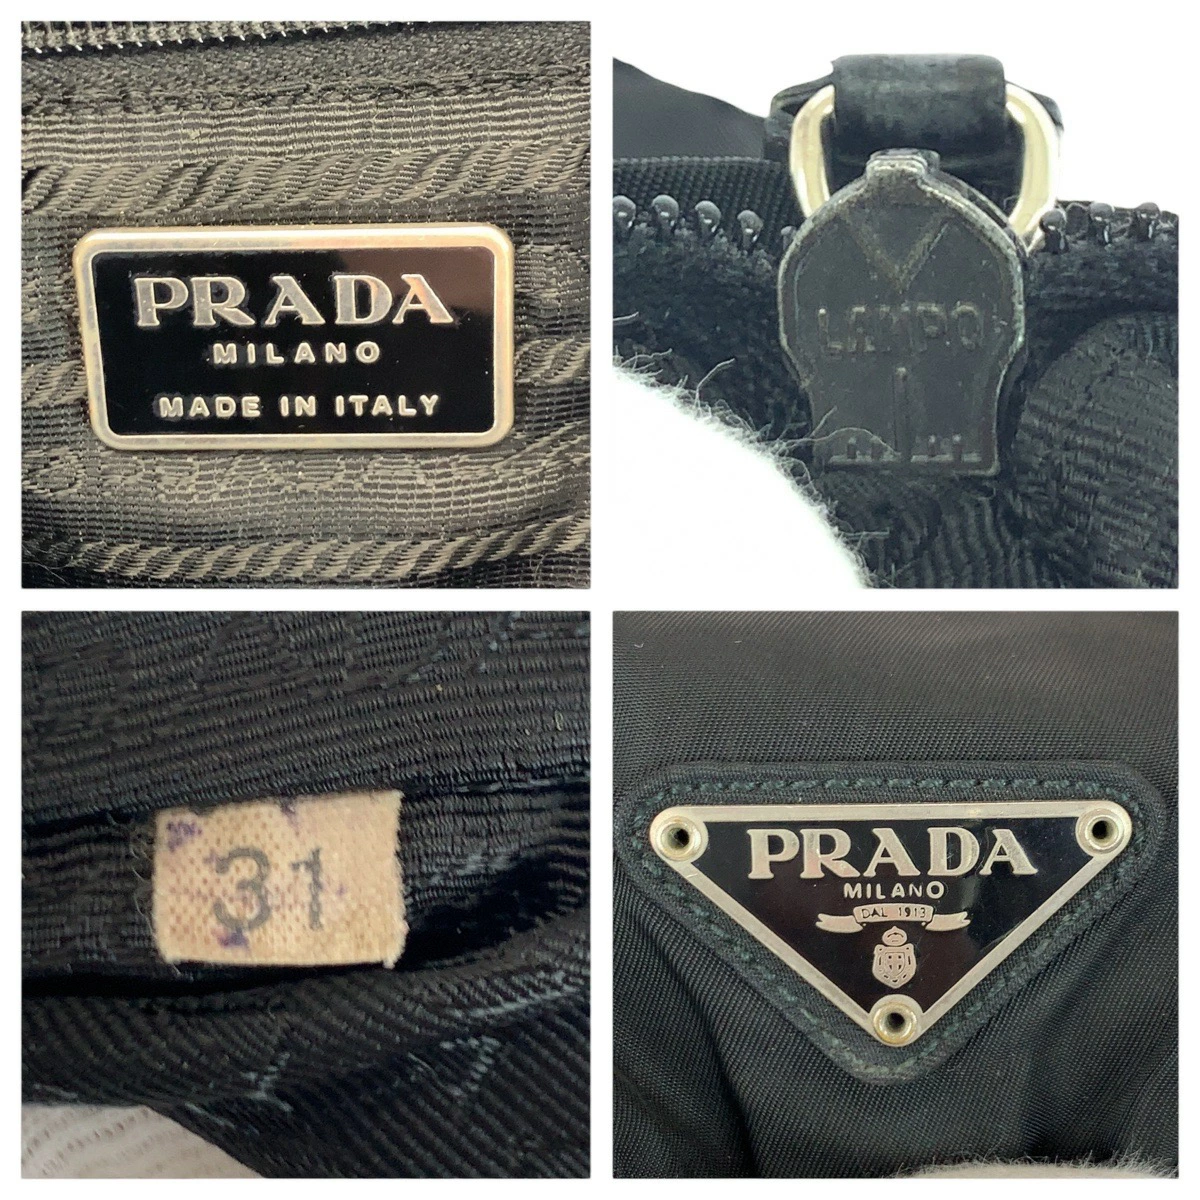 PRADA
MILANO
MADE IN ITALY
LAMPO
31
PRADA
MILANO
DAL 1913